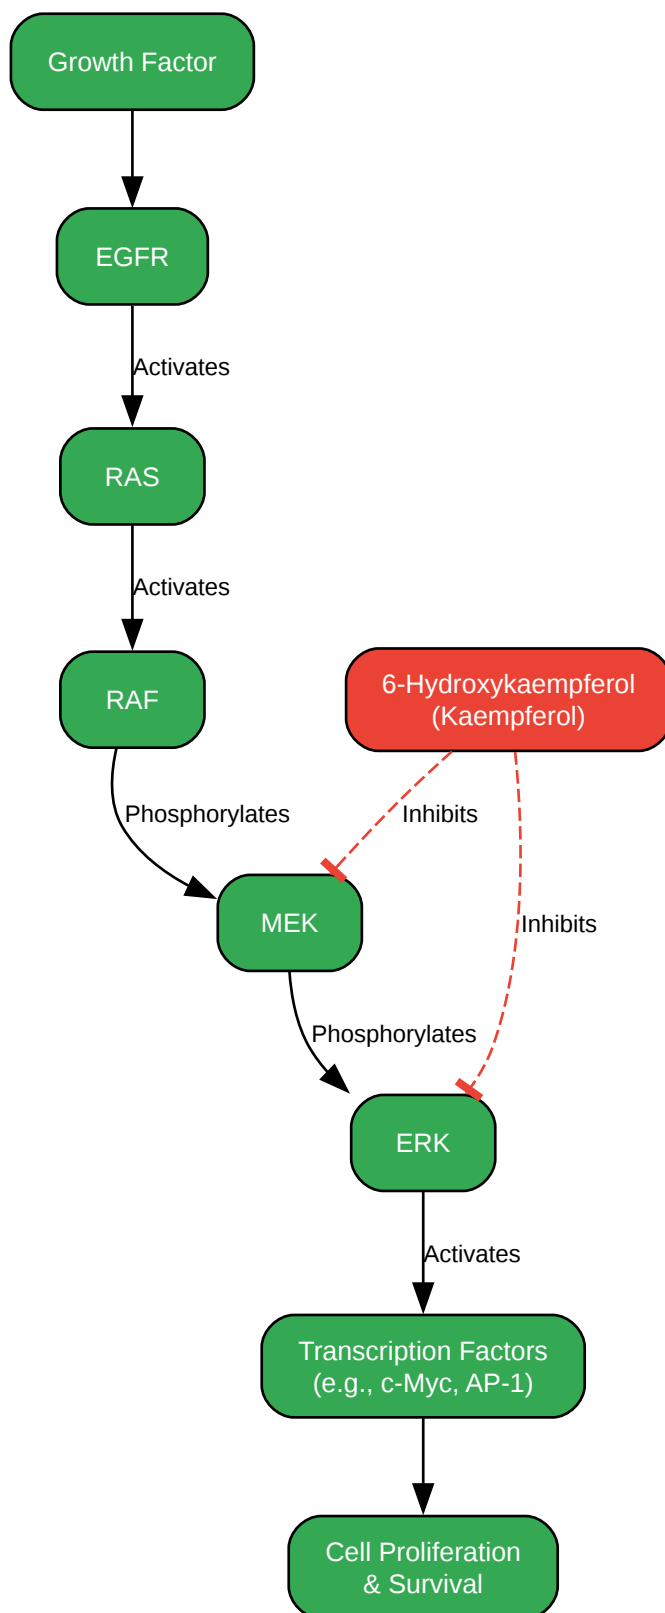 Growth Factor
EGFR
Activates
RAS
Activates
RAF
6-Hydroxykaempferol
(Kaempferol)
Phosphorylates
Inhibits
MEK
Inhibits
Phosphorylates
ERK
Activates
Transcription Factors
(e.g., c-Myc, AP-1)
Cell Proliferation
& Survival